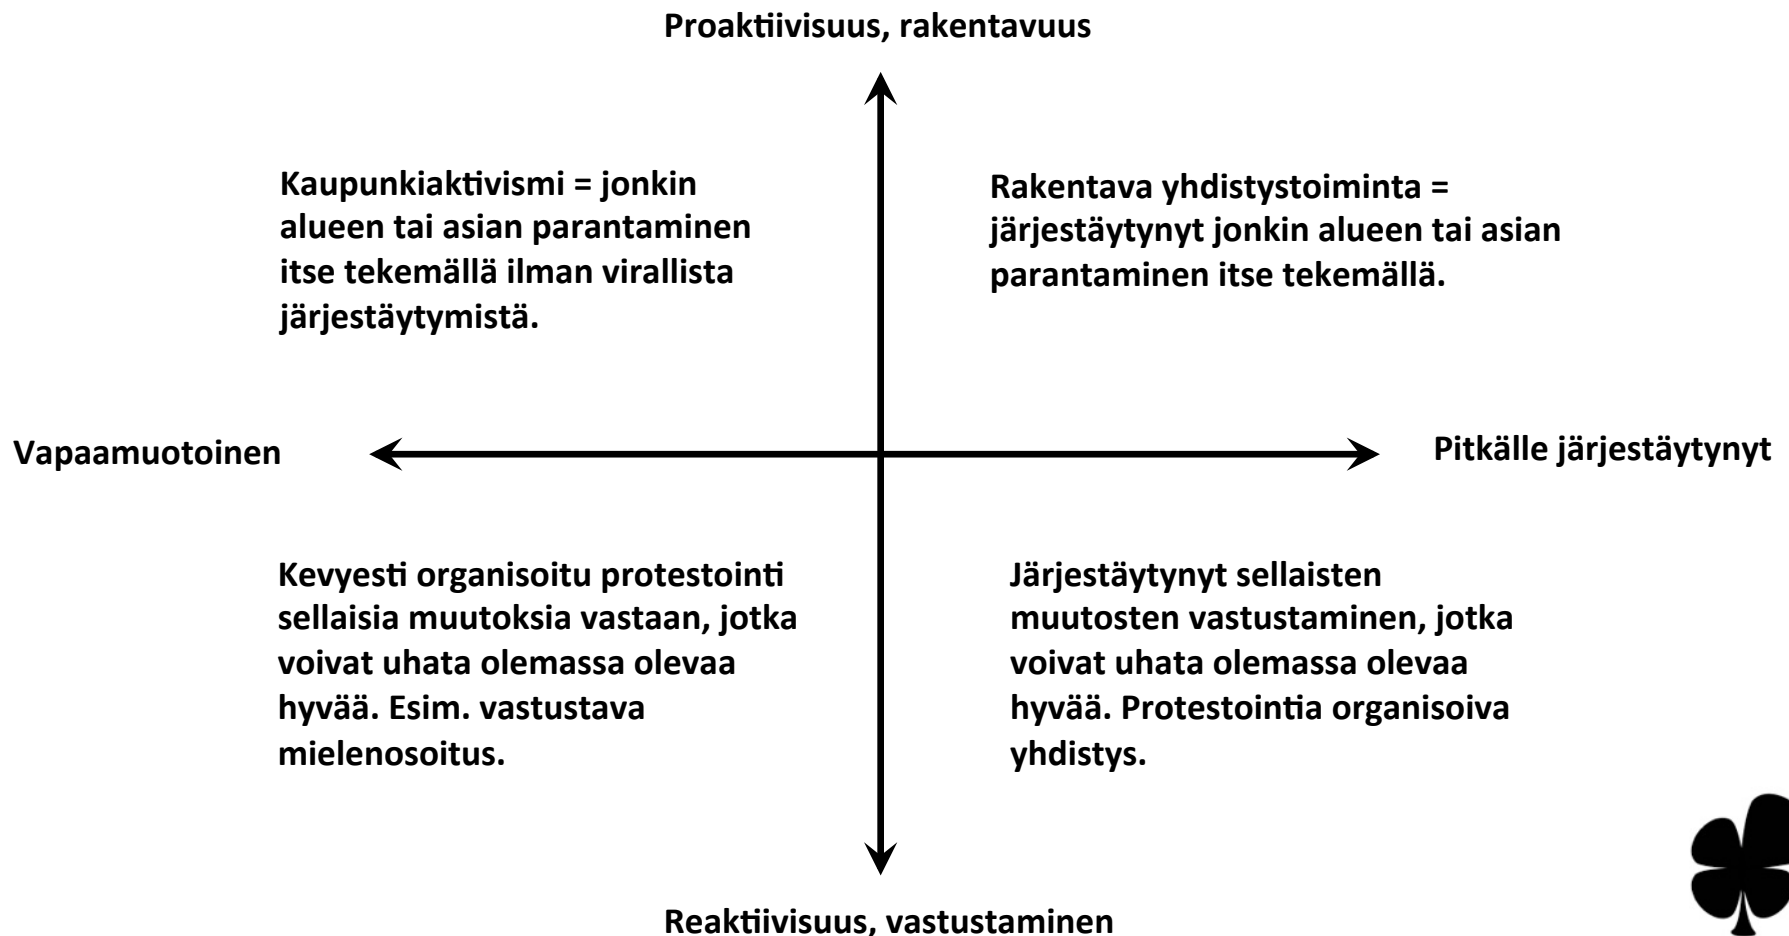 Proaktiivisuus, rakentavuus
Kaupunkiaktivismi = jonkin
alueen tai asian parantaminen
itse tekemällä ilman virallista
järjestäytymistä.
Rakentava yhdistystoiminta =
järjestäytynyt jonkin alueen tai asian
parantaminen itse tekemällä.
Vapaamuotoinen
Pitkälle järjestäytynyt
Kevyesti organisoitu protestointi
sellaisia muutoksia vastaan, jotka
voivat uhata olemassa olevaa
hyvää. Esim. vastustava
mielenosoitus.
Järjestäytynyt sellaisten
muutosten vastustaminen, jotka
voivat uhata olemassa olevaa
hyvää. Protestointia organisoiva
yhdistys.
Reaktiivisuus, vastustaminen